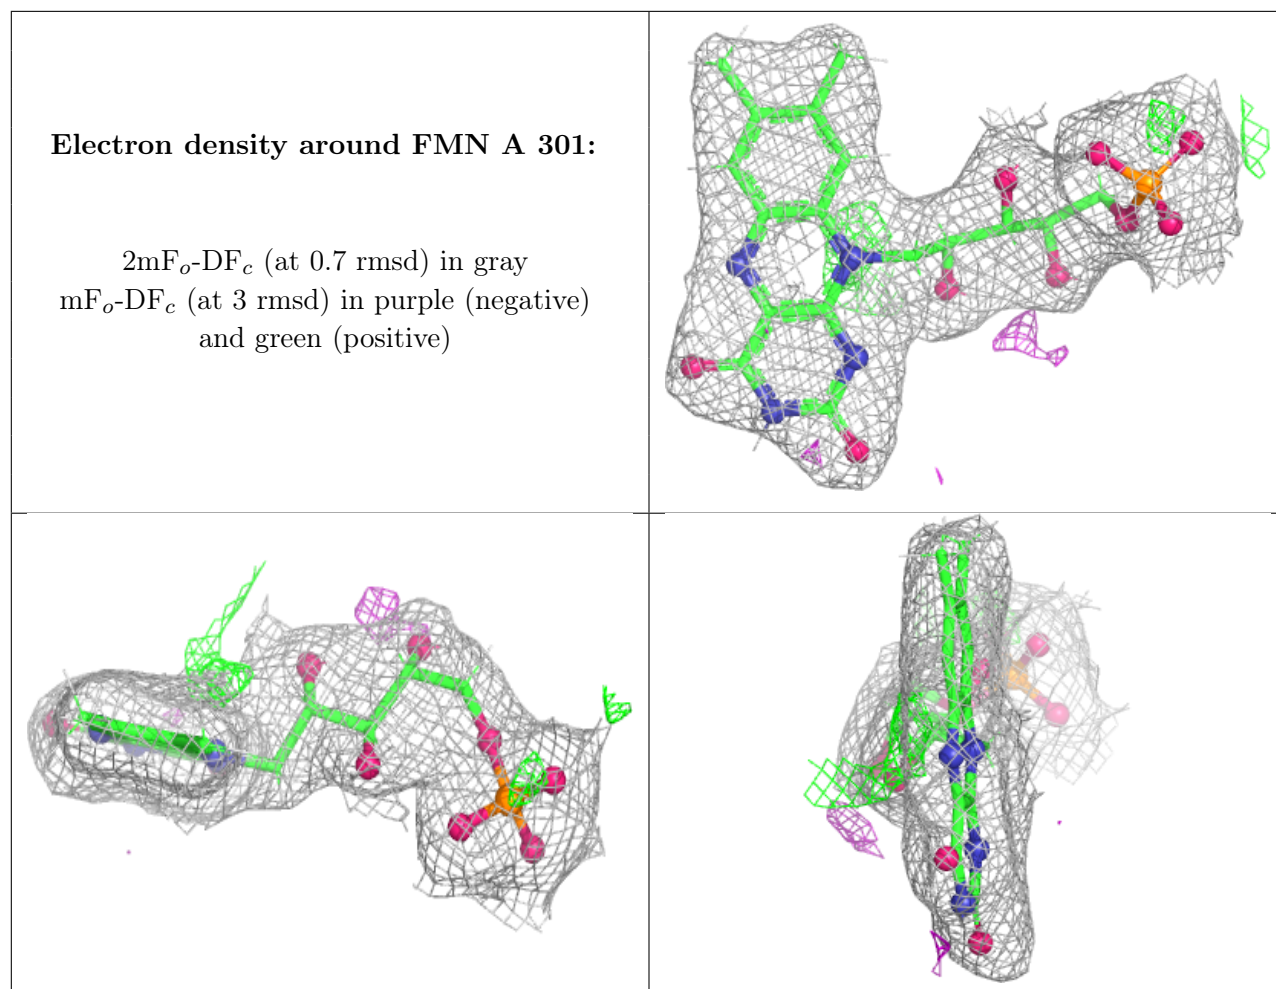 Electron density around FMN A 301:
2mFₒ-DF𝒸 (at 0.7 rmsd) in gray
mFₒ-DF𝒸 (at 3 rmsd) in purple (negative)
and green (positive)